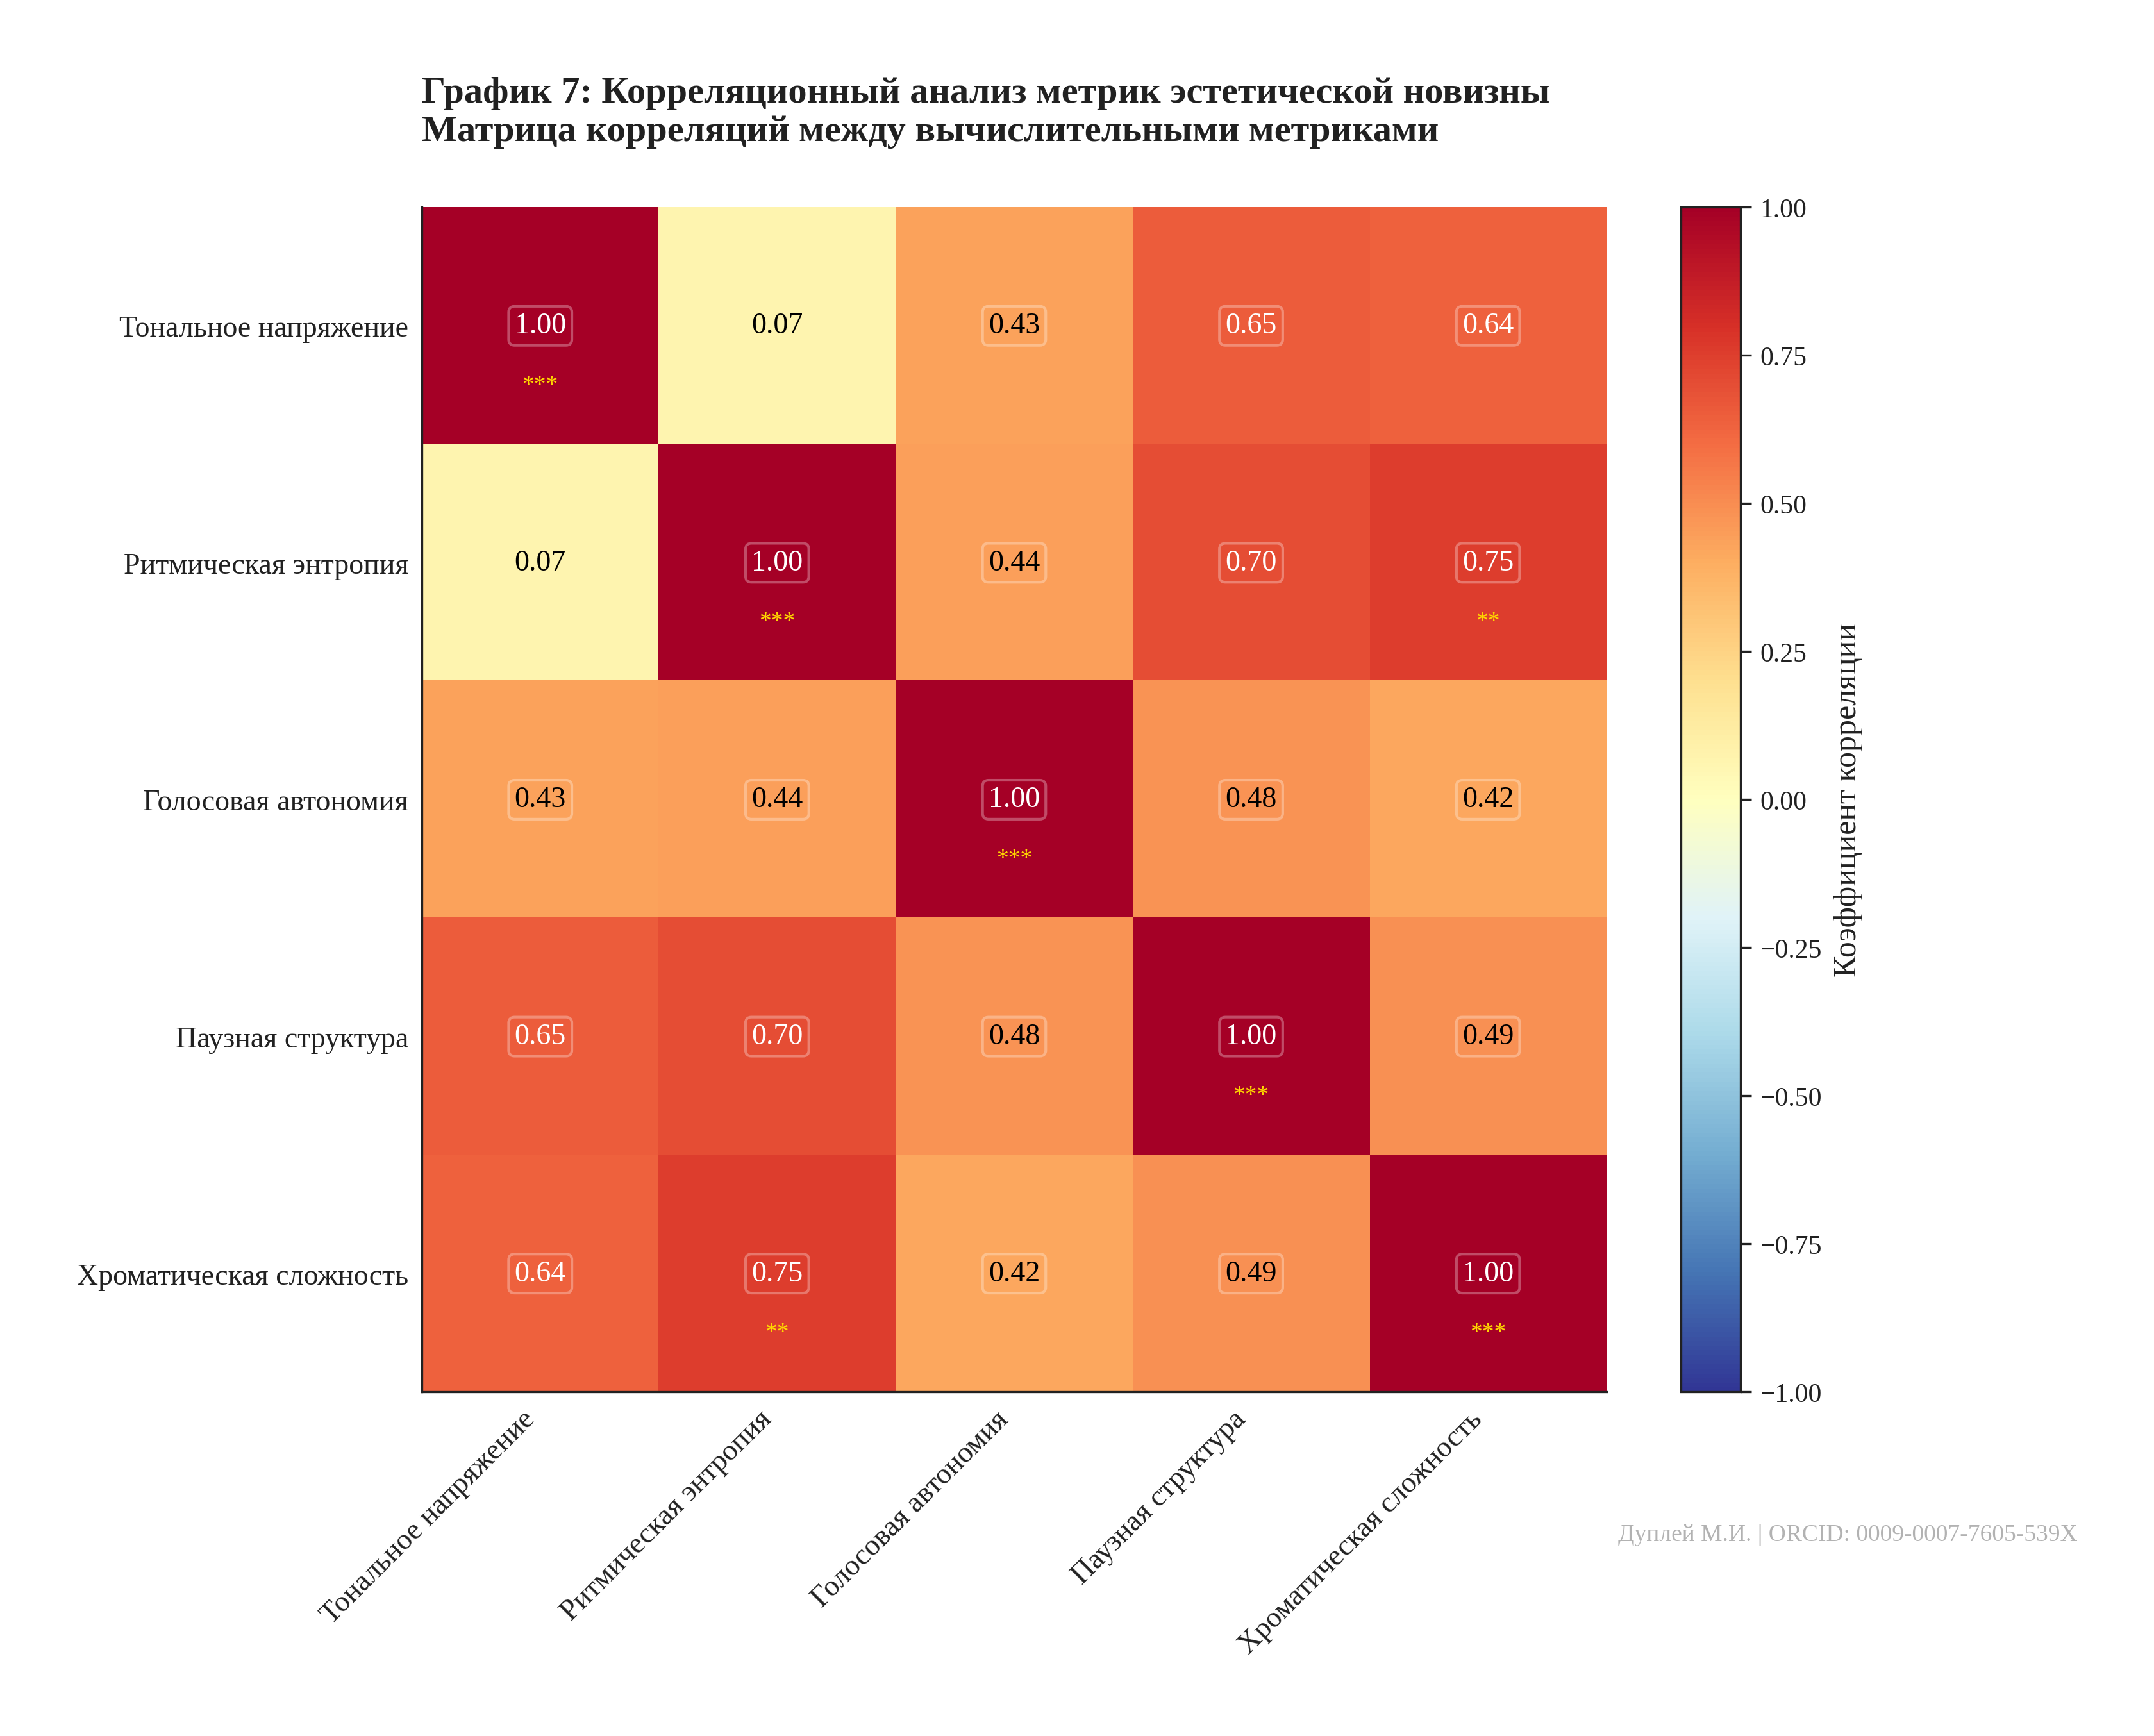 График 7: Корреляционный анализ метрик эстетической новизны
Матрица корреляций между вычислительными метриками
Тональное напряжение
1.00
0.07
0.43
0.65
0.64
***
Ритмическая энтропия
0.07
1.00
0.44
0.70
0.75
***
**
Голосовая автономия
0.43
0.44
1.00
0.48
0.42
***
Паузная структура
0.65
0.70
0.48
1.00
0.49
***
Хроматическая сложность
0.64
0.75
0.42
0.49
1.00
**
***
Тональное напряжение
Ритмическая энтропия
Голосовая автономия
Паузная структура
Хроматическая сложность
1.00
0.75
0.50
0.25
0.00
−0.25
−0.50
−0.75
−1.00
Коэффициент корреляции
Дуплей М.И. | ORCID: 0009-0007-7605-539X